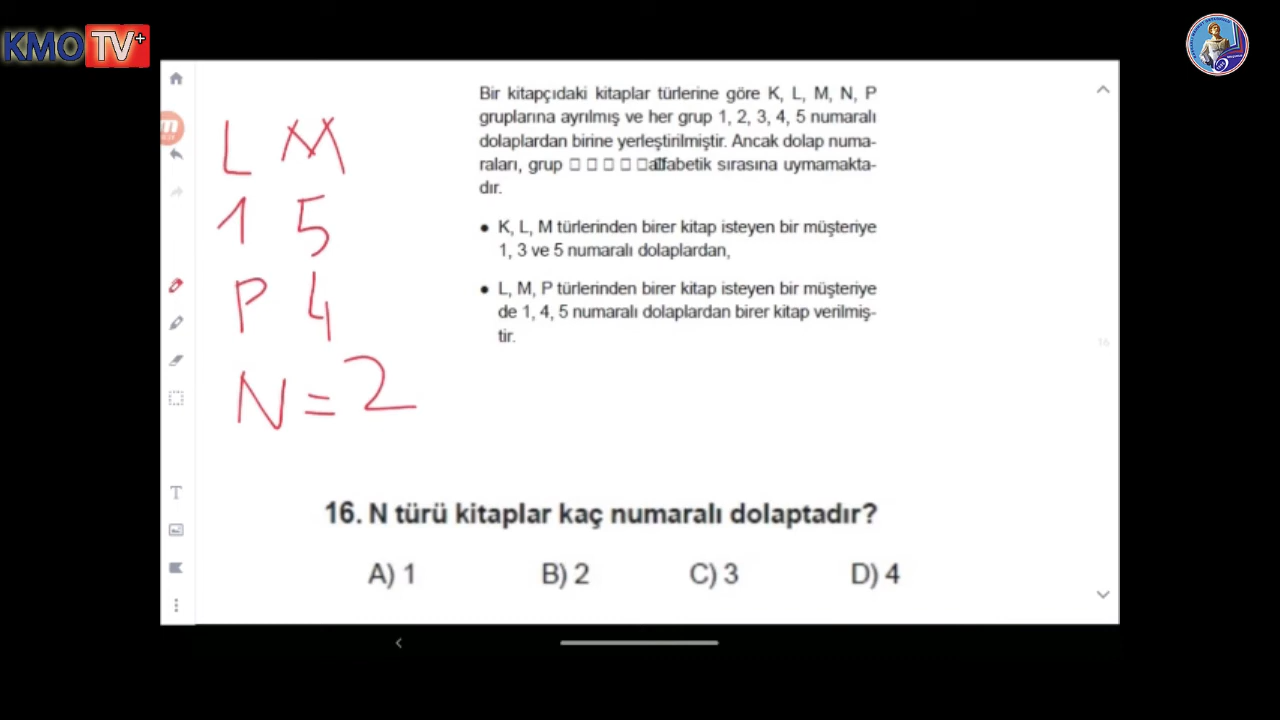 KMO TV+
Bir kitapçıdaki kitaplar türlerine göre K, L, M, N, P
gruplarına ayrılmış ve her grup 1, 2, 3, 4, 5 numaralı
dolaplardan birine yerleştirilmiştir. Ancak dolap numa-
raları, grup □ □ □ □ □alfabetik sırasına uymamakta-
dır.
• K, L, M türlerinden birer kitap isteyen bir müşteriye
1, 3 ve 5 numaralı dolaplardan,
• L, M, P türlerinden birer kitap isteyen bir müşteriye
de 1, 4, 5 numaralı dolaplardan birer kitap verilmiş-
tir.
L M
1 5
P 4
N = 2
16
16. N türü kitaplar kaç numaralı dolaptadır?
A) 1 B) 2 C) 3 D) 4